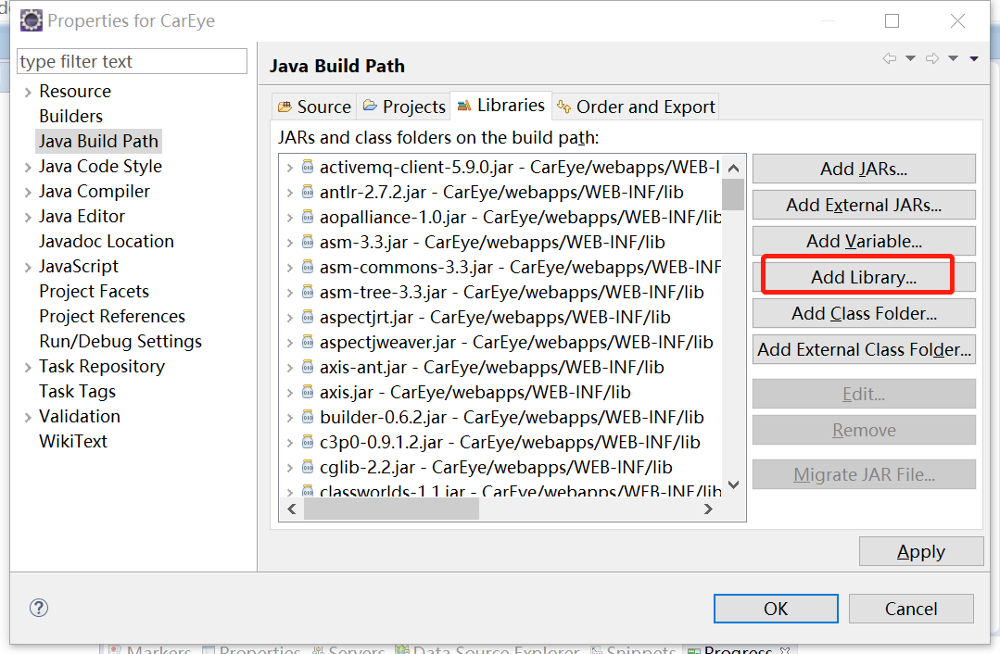 Properties for CarEye
type filter text
Resource
Builders
Java Build Path
Java Code Style
Java Compiler
Java Editor
Javadoc Location
JavaScript
Project Facets
Project References
Run/Debug Settings
Task Repository
Task Tags
Validation
WikiText
Java Build Path
Source Projects Libraries Order and Export
JARs and class folders on the build path:
activemq-client-5.9.0.jar - CarEye/webapps/WEB-I
antlr-2.7.2.jar - CarEye/webapps/WEB-INF/lib
aopalliance-1.0.jar - CarEye/webapps/WEB-INF/lib
asm-3.3.jar - CarEye/webapps/WEB-INF/lib
asm-commons-3.3.jar - CarEye/webapps/WEB-INF
asm-tree-3.3.jar - CarEye/webapps/WEB-INF/lib
aspectjrt.jar - CarEye/webapps/WEB-INF/lib
aspectjweaver.jar - CarEye/webapps/WEB-INF/lib
axis-ant.jar - CarEye/webapps/WEB-INF/lib
axis.jar - CarEye/webapps/WEB-INF/lib
builder-0.6.2.jar - CarEye/webapps/WEB-INF/lib
c3p0-0.9.1.2.jar - CarEye/webapps/WEB-INF/lib
cglib-2.2.jar - CarEye/webapps/WEB-INF/lib
classworlds-1.1.jar - CarEye/webapps/WEB-INF/lib
Add JARs...
Add External JARs...
Add Variable...
Add Library...
Add Class Folder...
Add External Class Folder...
Edit...
Remove
Migrate JAR File...
Apply
OK
Cancel
Markers Properties Servers Data Source Explorer Snippets Progress